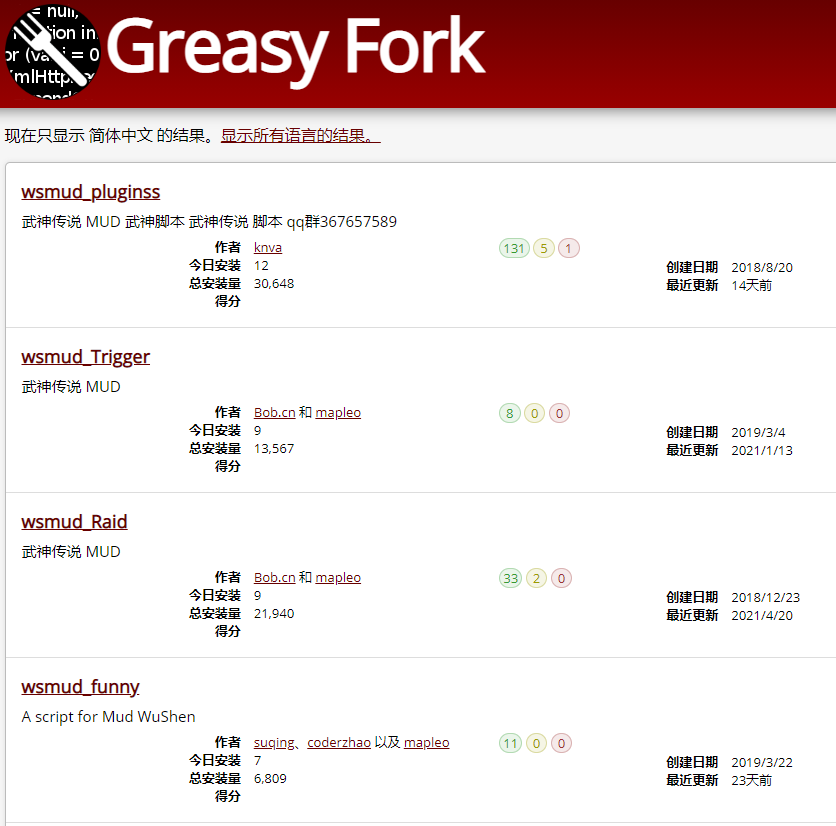 = null,
tion in
or (va i = 0
XmlHttp
Greasy Fork
现在只显示 简体中文 的结果。显示所有语言的结果。
wsmud_pluginss
武神传说 MUD 武神脚本 武神传说 脚本 qq群367657589
作者 knva 131 5 1
今日安装 12 创建日期 2018/8/20
总安装量 30,648 最近更新 14天前
得分
wsmud_Trigger
武神传说 MUD
作者 Bob.cn 和 mapleo 8 0 0
今日安装 9 创建日期 2019/3/4
总安装量 13,567 最近更新 2021/1/13
得分
wsmud_Raid
武神传说 MUD
作者 Bob.cn 和 mapleo 33 2 0
今日安装 9 创建日期 2018/12/23
总安装量 21,940 最近更新 2021/4/20
得分
wsmud_funny
A script for Mud WuShen
作者 suqing、coderzhao 以及 mapleo 11 0 0
今日安装 7 创建日期 2019/3/22
总安装量 6,809 最近更新 23天前
得分